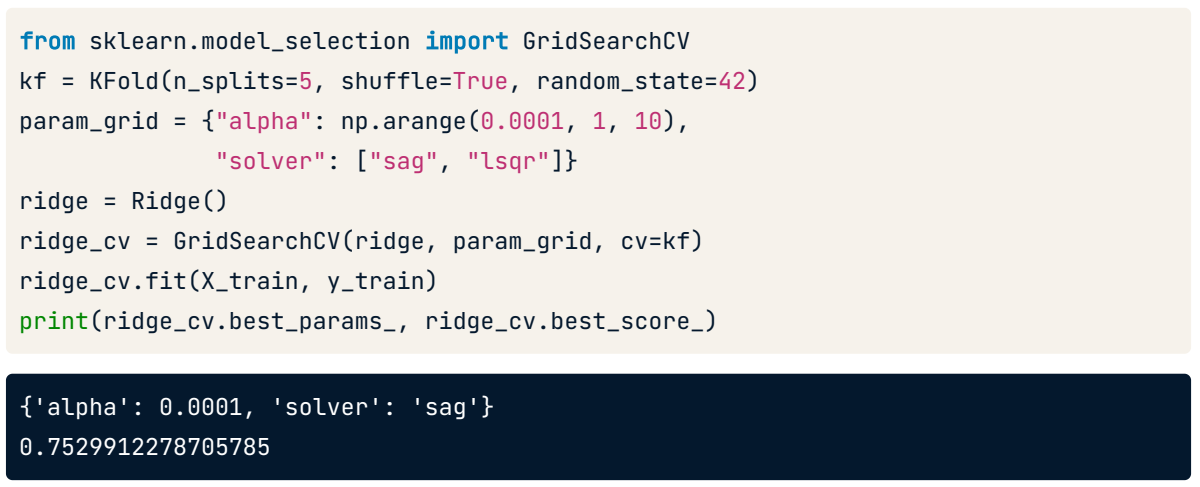 from sklearn.model_selection import GridSearchCV
kf = KFold(n_splits=5, shuffle=True, random_state=42)
param_grid = {"alpha": np.arange(0.0001, 1, 10),
              "solver": ["sag", "lsqr"]}
ridge = Ridge()
ridge_cv = GridSearchCV(ridge, param_grid, cv=kf)
ridge_cv.fit(X_train, y_train)
print(ridge_cv.best_params_, ridge_cv.best_score_)
{'alpha': 0.0001, 'solver': 'sag'}
0.7529912278705785